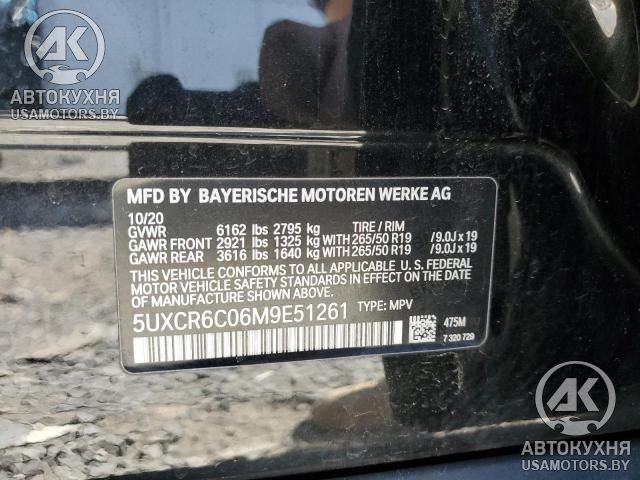 АК
АВТОКУХНЯ
USAMOTORS.BY
MFD BY BAYERISCHE MOTOREN WERKE AG
10/20
GVWR 6162 lbs 2795 kg TIRE / RIM
GAWR FRONT 2921 lbs 1325 kg WITH 265/50 R19 /9.0J x 19
GAWR REAR 3616 lbs 1640 kg WITH 265/50 R19 /9.0J x 19
THIS VEHICLE CONFORMS TO ALL APPLICABLE U.S. FEDERAL MOTOR
VEHICLE SAFETY STANDARDS IN EFFECT ON THE DATE OF MANUFACTURE
SHOWN ABOVE.
5UXCR6C06M9E51261 TYPE: MPV
475M
7 320 729
АК
АВТОКУХНЯ
USAMOTORS.BY